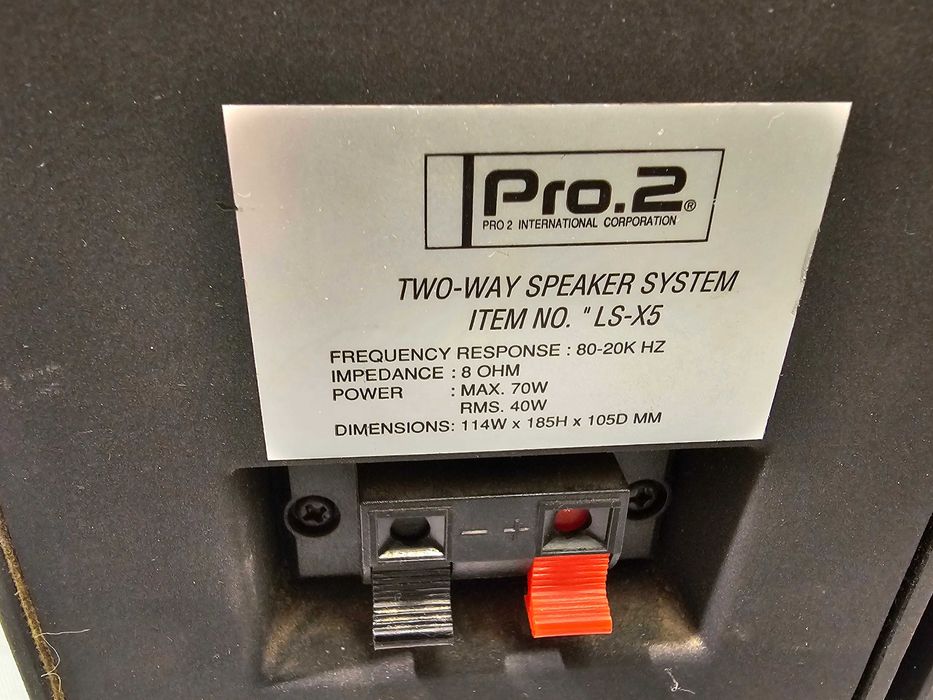 Pro.2®
PRO 2 INTERNATIONAL CORPORATION
TWO-WAY SPEAKER SYSTEM
ITEM NO. "LS-X5
FREQUENCY RESPONSE : 80-20K HZ
IMPEDANCE : 8 OHM
POWER : MAX. 70W
RMS. 40W
DIMENSIONS: 114W x 185H x 105D MM
− +